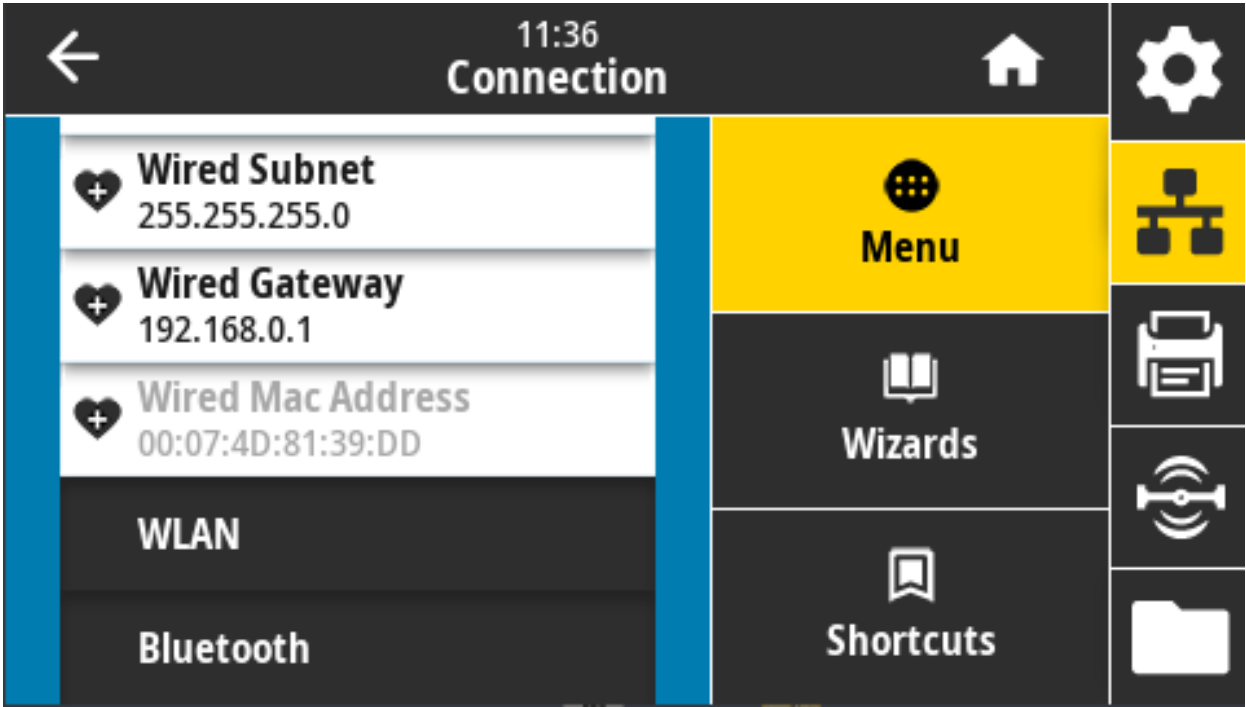 11:36
Connection
Wired Subnet
255.255.255.0
Wired Gateway
192.168.0.1
Wired Mac Address
00:07:4D:81:39:DD
WLAN
Bluetooth
Menu
Wizards
Shortcuts